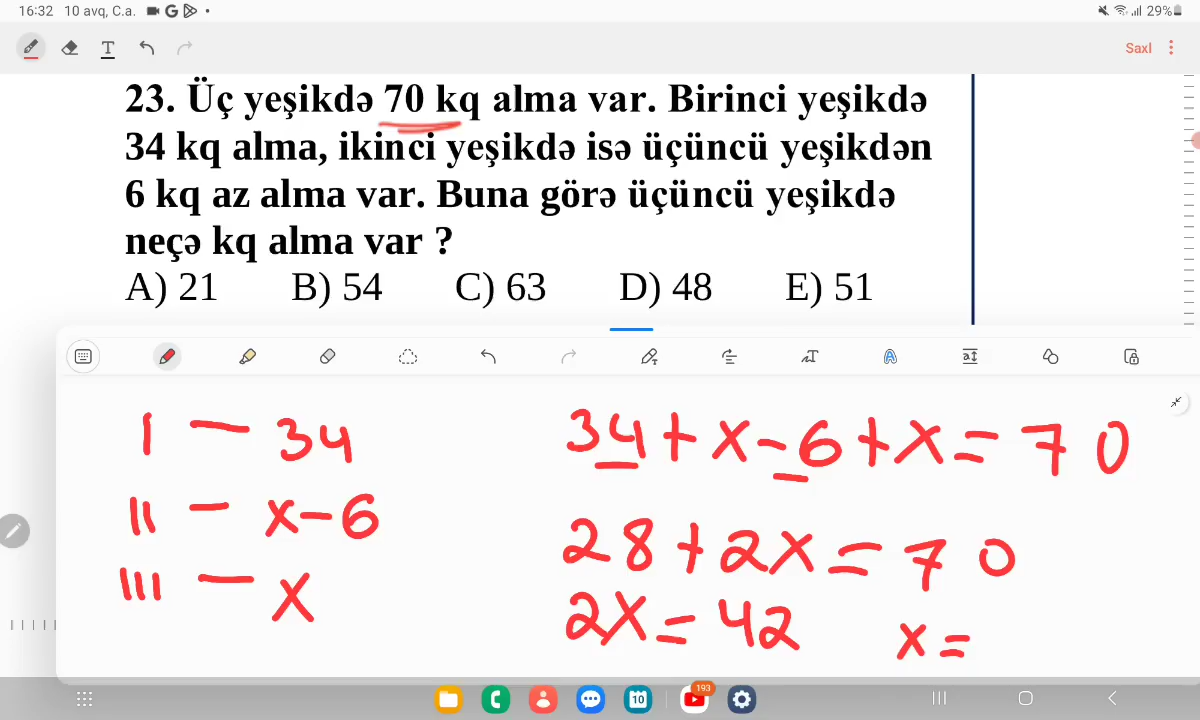 16:32 10 avq, C.a. 29%
Saxl
23. Üç yeşikdə 70 kq alma var. Birinci yeşikdə
34 kq alma, ikinci yeşikdə isə üçüncü yeşikdən
6 kq az alma var. Buna görə üçüncü yeşikdə
neçə kq alma var ?
A) 21 B) 54 C) 63 D) 48 E) 51
I — 34
II — x-6
III — x
34+x-6+x=70
28+2x=70
2x=42 x=
10
193